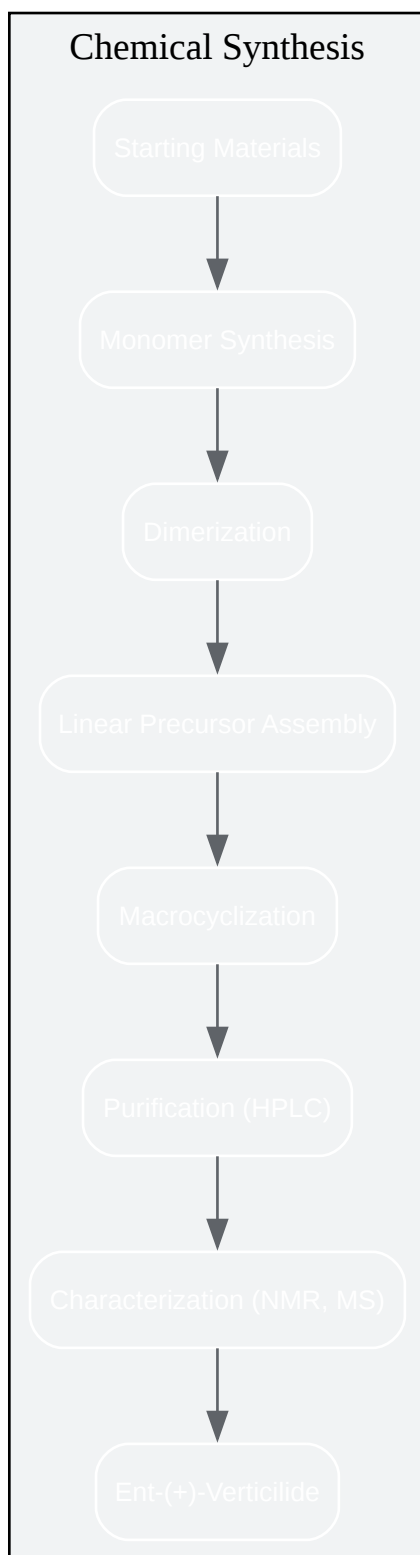 Chemical Synthesis
Starting Materials
Monomer Synthesis
Dimerization
Linear Precursor Assembly
Macrocyclization
Purification (HPLC)
Characterization (NMR, MS)
Ent-(+)-Verticilide